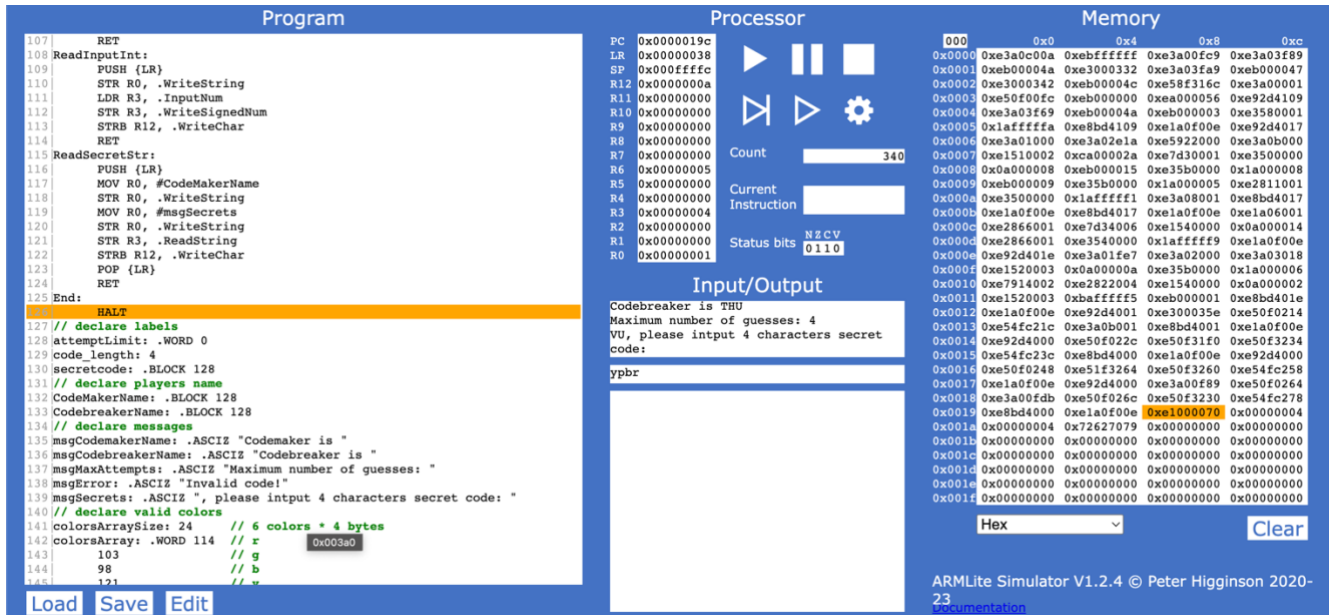 Program
107| RET
108|ReadInputInt:
109| PUSH {LR}
110| STR R0, .WriteString
111| LDR R3, .InputNum
112| STR R3, .WriteSignedNum
113| STRB R12, .WriteChar
114| RET
115|ReadSecretStr:
116| PUSH {LR}
117| MOV R0, #CodeMakerName
118| STR R0, .WriteString
119| MOV R0, #msgSecrets
120| STR R0, .WriteString
121| STR R3, .ReadString
122| STRB R12, .WriteChar
123| POP {LR}
124| RET
125|End:
HALT
127|// declare labels
128|attemptLimit: .WORD 0
129|code_length: 4
130|secretcode: .BLOCK 128
131|// declare players name
132|CodeMakerName: .BLOCK 128
133|CodebreakerName: .BLOCK 128
134|// declare messages
135|msgCodemakerName: .ASCIZ "Codemaker is "
136|msgCodebreakerName: .ASCIZ "Codebreaker is "
137|msgMaxAttempts: .ASCIZ "Maximum number of guesses: "
138|msgError: .ASCIZ "Invalid code!"
139|msgSecrets: .ASCIZ ", please intput 4 characters secret code: "
140|// declare valid colors
141|colorsArraySize: 24 // 6 colors * 4 bytes
142|colorsArray: .WORD 114 // r
0x003a0
143| 103 // g
144| 98 // b
145| 121 // y
Load Save Edit
Processor
PC 0x0000019c
LR 0x00000038
SP 0x000ffffc
R12 0x0000000a
R11 0x00000000
R10 0x00000000
R9 0x00000000
R8 0x00000000
R7 0x00000000
R6 0x00000005
R5 0x00000000
R4 0x00000000
R3 0x00000004
R2 0x00000000
R1 0x00000000
R0 0x00000001
Count 340
Current
Instruction
N Z C V
Status bits 0110
Input/Output
Codebreaker is THU
Maximum number of guesses: 4
VU, please intput 4 characters secret
code:
ypbr
Memory
000 0x0 0x4 0x8 0xc
0x0000 0xe3a0c00a 0xebffffff 0xe3a00fc9 0xe3a03f89
0x0001 0xeb00004a 0xe3000332 0xe3a03fa9 0xeb000047
0x0002 0xe3000342 0xeb00004c 0xe58f316c 0xe3a00001
0x0003 0xe50f00fc 0xeb000000 0xea000056 0xe92d4109
0x0004 0xe3a03f69 0xeb00004a 0xeb000003 0xe3580001
0x0005 0x1afffffa 0xe8bd4109 0xe1a0f00e 0xe92d4017
0x0006 0xe3a01000 0xe3a02e1a 0xe5922000 0xe3a0b000
0x0007 0xe1510002 0xca00002a 0xe7d30001 0xe3500000
0x0008 0x0a000008 0xeb000015 0xe35b0000 0x1a000008
0x0009 0xeb000009 0xe35b0000 0x1a000005 0xe2811001
0x000a 0xe3500000 0x1afffff1 0xe3a08001 0xe8bd4017
0x000b 0xe1a0f00e 0xe8bd4017 0xe1a0f00e 0xe1a06001
0x000c 0xe2866001 0xe7d34006 0xe1540000 0x0a000014
0x000d 0xe2866001 0xe3540000 0x1afffff9 0xe1a0f00e
0x000e 0xe92d401e 0xe3a01fe7 0xe3a02000 0xe3a03018
0x000f 0xe1520003 0x0a00000a 0xe35b0000 0x1a000006
0x0010 0xe7914002 0xe2822004 0xe1540000 0x0a000002
0x0011 0xe1520003 0xbafffff5 0xeb000001 0xe8bd401e
0x0012 0xe1a0f00e 0xe92d4001 0xe300035e 0xe50f0214
0x0013 0xe54fc21c 0xe3a0b001 0xe8bd4001 0xe1a0f00e
0x0014 0xe92d4000 0xe50f022c 0xe50f31f0 0xe50f3234
0x0015 0xe54fc23c 0xe8bd4000 0xe1a0f00e 0xe92d4000
0x0016 0xe50f0248 0xe51f3264 0xe50f3260 0xe54fc258
0x0017 0xe1a0f00e 0xe92d4000 0xe3a00f89 0xe50f0264
0x0018 0xe3a00fdb 0xe50f026c 0xe50f3230 0xe54fc278
0x0019 0xe8bd4000 0xe1a0f00e 0xe1000070 0x00000004
0x001a 0x00000004 0x72627079 0x00000000 0x00000000
0x001b 0x00000000 0x00000000 0x00000000 0x00000000
0x001c 0x00000000 0x00000000 0x00000000 0x00000000
0x001d 0x00000000 0x00000000 0x00000000 0x00000000
0x001e 0x00000000 0x00000000 0x00000000 0x00000000
0x001f 0x00000000 0x00000000 0x00000000 0x00000000
Hex
Clear
ARMLite Simulator V1.2.4 © Peter Higginson 2020-
23
Documentation